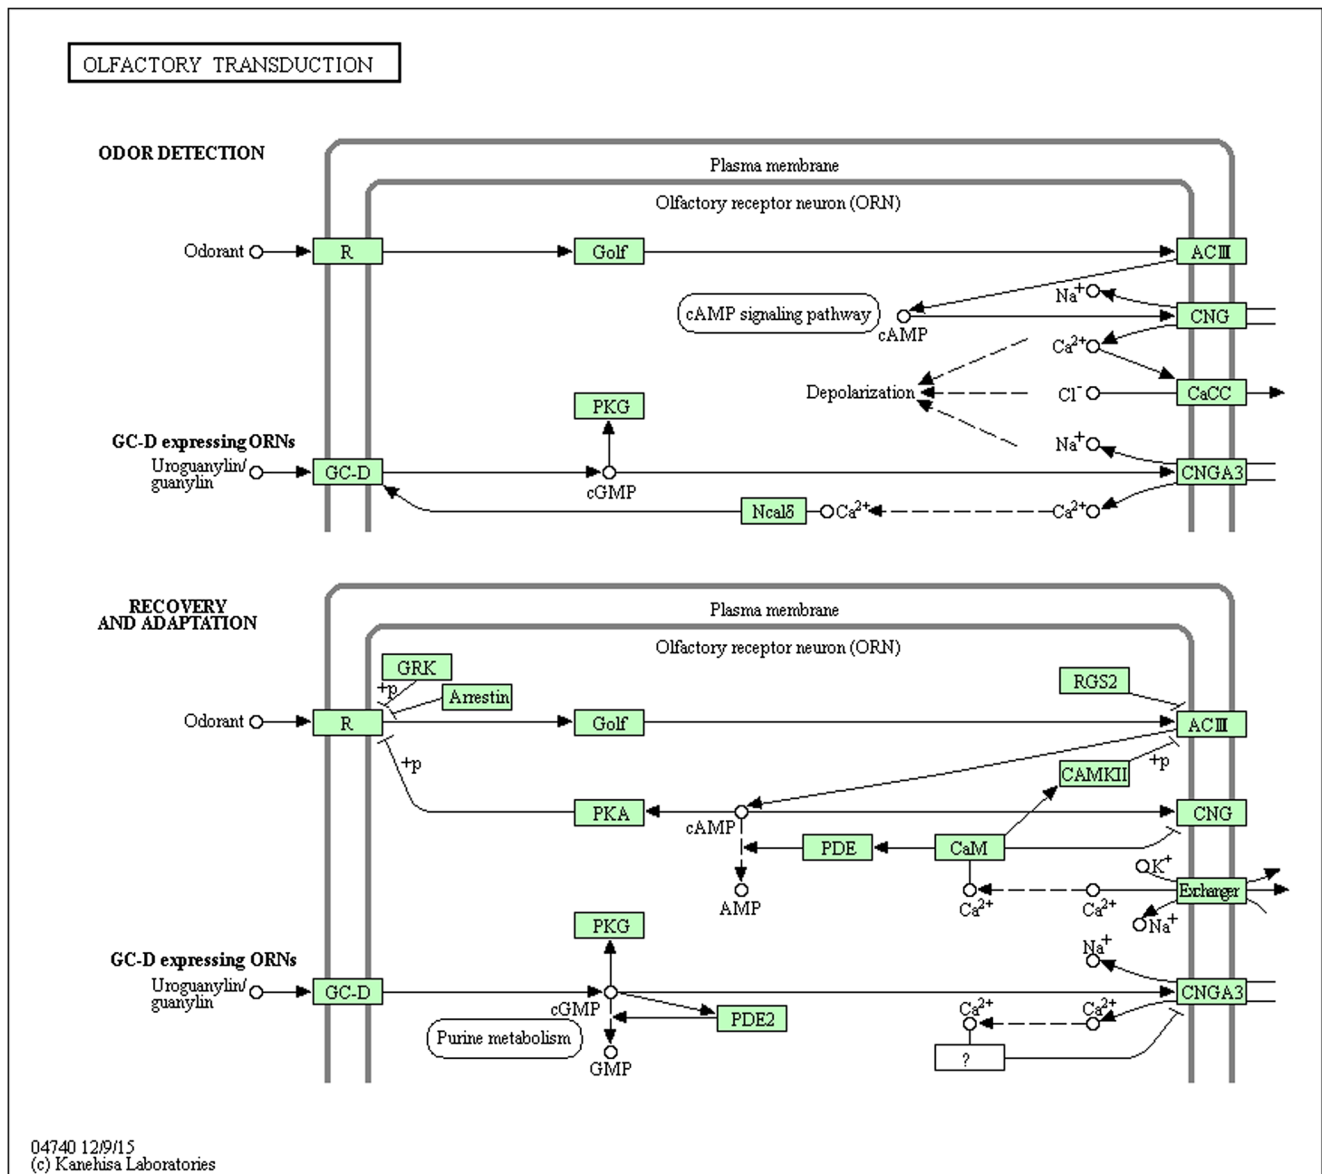 OLFACTORY TRANSDUCTION
ODOR DETECTION
Plasma membrane
Olfactory receptor neuron (ORN)
Odorant
R
Golf
ACIII
Na+
cAMP signaling pathway
cAMP
CNG
Ca2+
Depolarization
Cl-
CaCC
PKG
GC-D expressing ORNs
Uroguanylin/
guanylin
GC-D
cGMP
Na+
CNGA3
Ncalδ
Ca2+
Ca2+
RECOVERY
AND ADAPTATION
Plasma membrane
Olfactory receptor neuron (ORN)
GRK
+p
Arrestin
RGS2
Odorant
R
Golf
ACIII
+p
CAMKII
+p
PKA
cAMP
CNG
PDE
CaM
K+
AMP
Ca2+
Ca2+
Exchanger
Na+
PKG
Na+
GC-D expressing ORNs
Uroguanylin/
guanylin
GC-D
cGMP
CNGA3
PDE2
Ca2+
Ca2+
Purine metabolism
GMP
?
04740 12/9/15
(c) Kanehisa Laboratories